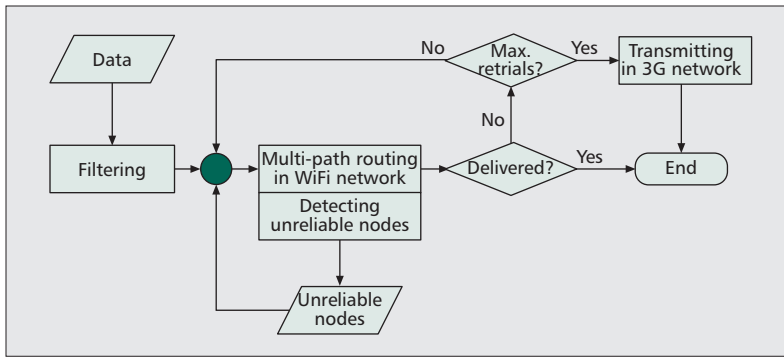 Data
Filtering
No
Max.
retrials?
Yes
Transmitting
in 3G network
No
Multi-path routing
in WiFi network
Delivered?
Yes
End
Detecting
unreliable nodes
Unreliable
nodes